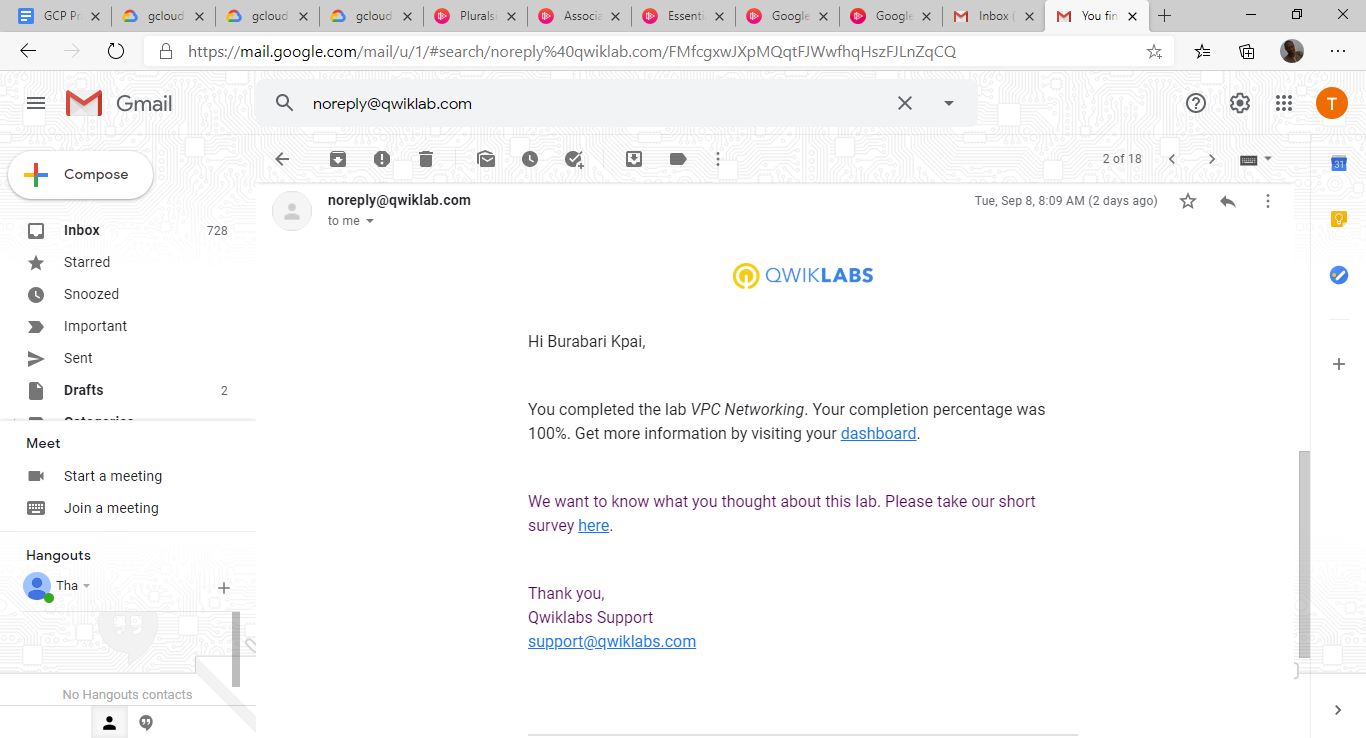 GCP Pr
gcloud
gcloud
gcloud
Plurals
Associa
Essenti
Google
Google
Inbox (
You fin
https://mail.google.com/mail/u/1/#search/noreply%40qwiklab.com/FMfcgxwJXpMQqtFJWwfhqHszFJLnZqCQ
Gmail
noreply@qwiklab.com
T
Compose
2 of 18
31
noreply@qwiklab.com
Tue, Sep 8, 8:09 AM (2 days ago)
to me
Inbox 728
Starred
Snoozed
Important
Sent
Drafts 2
Categories
Meet
Start a meeting
Join a meeting
Hangouts
Tha
No Hangouts contacts
QWIKLABS
Hi Burabari Kpai,
You completed the lab VPC Networking. Your completion percentage was
100%. Get more information by visiting your dashboard.
We want to know what you thought about this lab. Please take our short
survey here.
Thank you,
Qwiklabs Support
support@qwiklabs.com